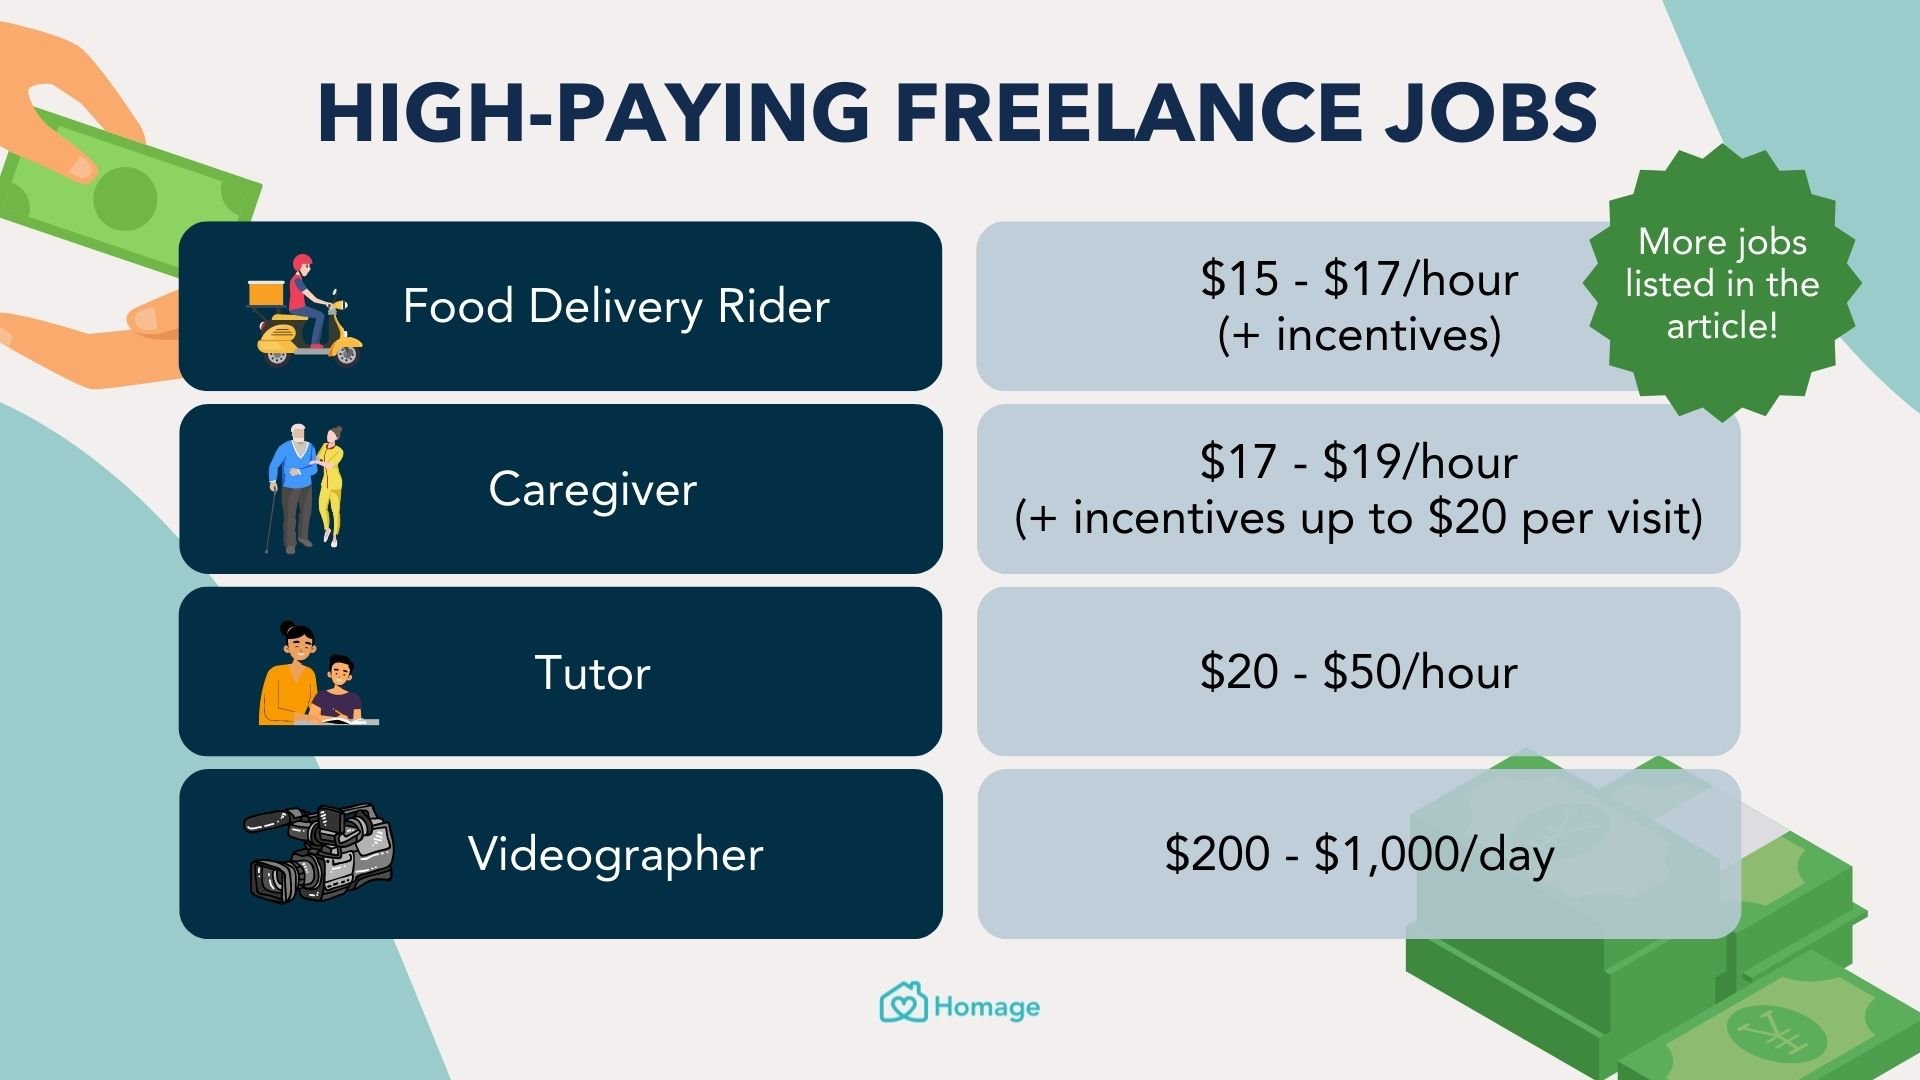 HIGH-PAYING FREELANCE JOBS
More jobs
listed in the
article!
Food Delivery Rider
$15 - $17/hour
(+ incentives)
Caregiver
$17 - $19/hour
(+ incentives up to $20 per visit)
Tutor
$20 - $50/hour
Videographer
$200 - $1,000/day
Homage